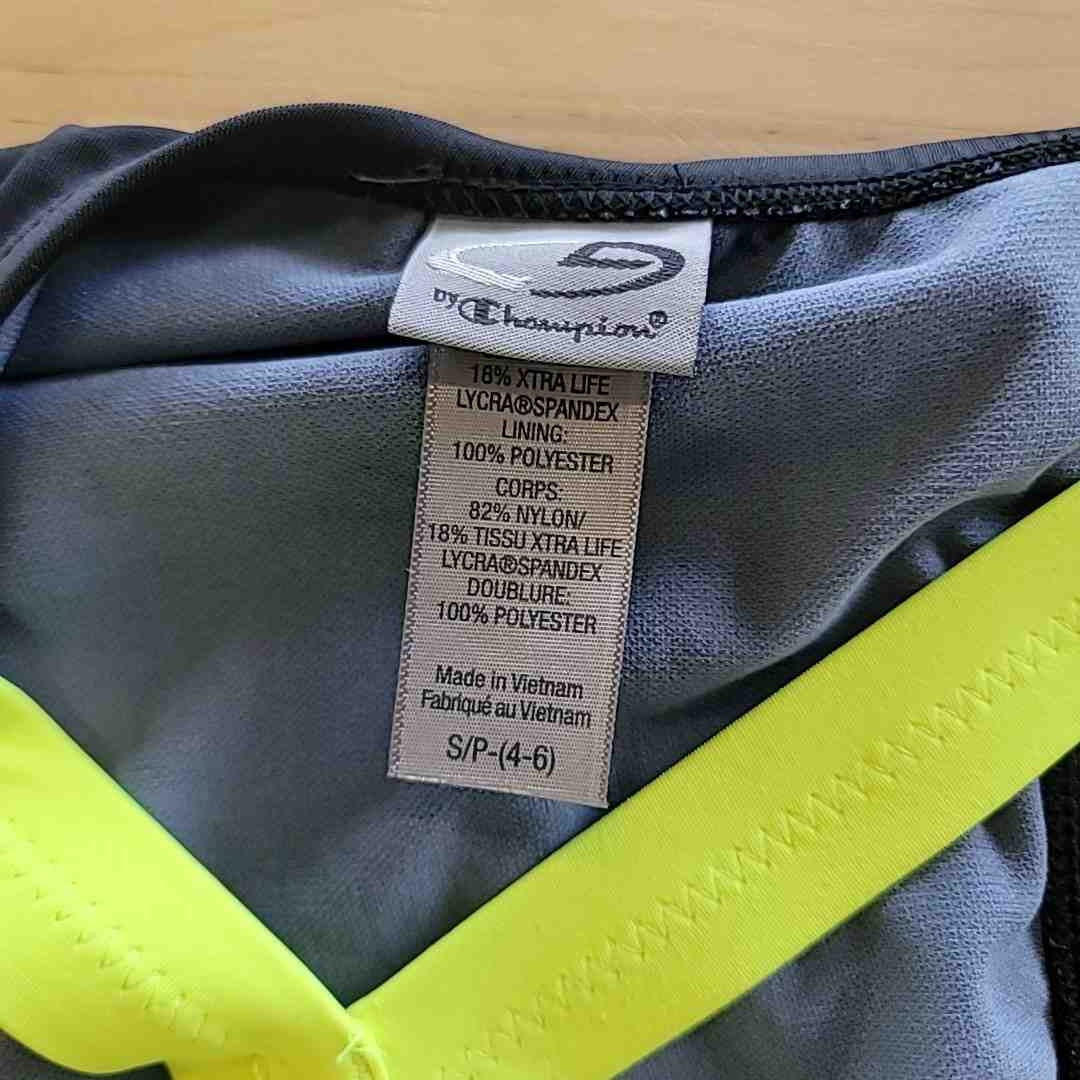 by Champion®
18% XTRA LIFE
LYCRA®SPANDEX
LINING:
100% POLYESTER
CORPS:
82% NYLON/
18% TISSU XTRA LIFE
LYCRA®SPANDEX
DOUBLURE:
100% POLYESTER
Made in Vietnam
Fabriqué au Vietnam
S/P-(4-6)